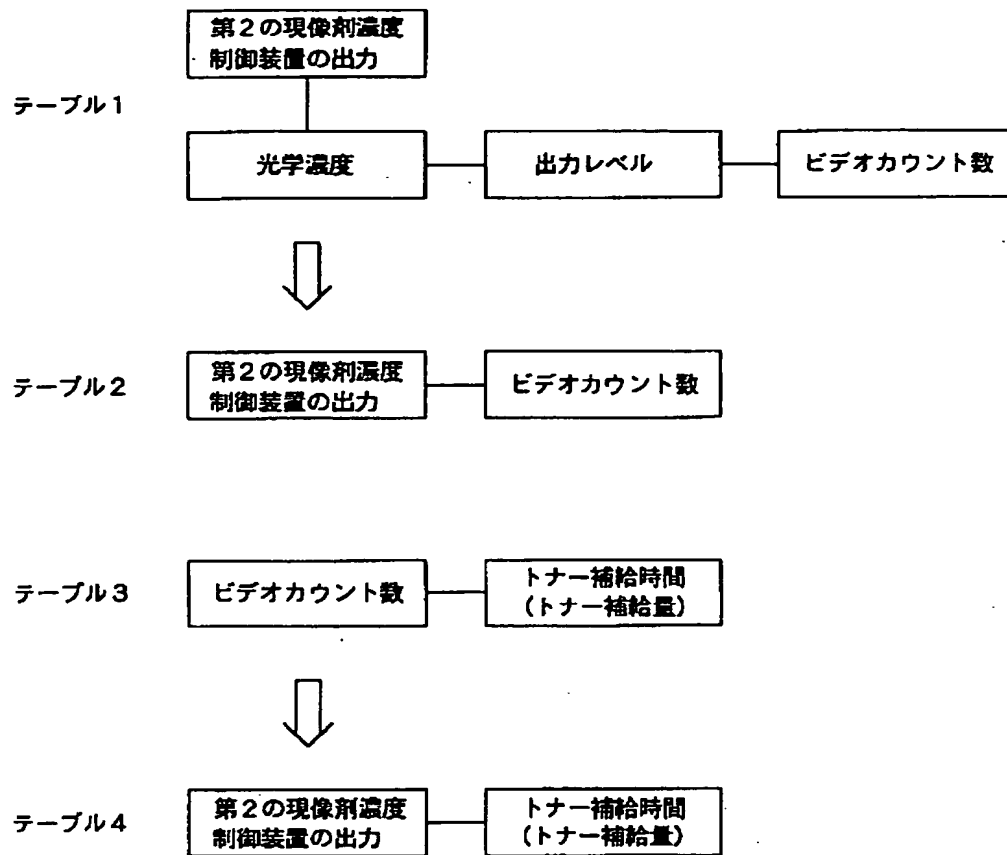 第2の現像剤濃度
制御装置の出力
テーブル1
光学濃度
出力レベル
ビデオカウント数
テーブル2
第2の現像剤濃度
制御装置の出力
ビデオカウント数
テーブル3
ビデオカウント数
トナー補給時間
(トナー補給量)
テーブル4
第2の現像剤濃度
制御装置の出力
トナー補給時間
(トナー補給量)